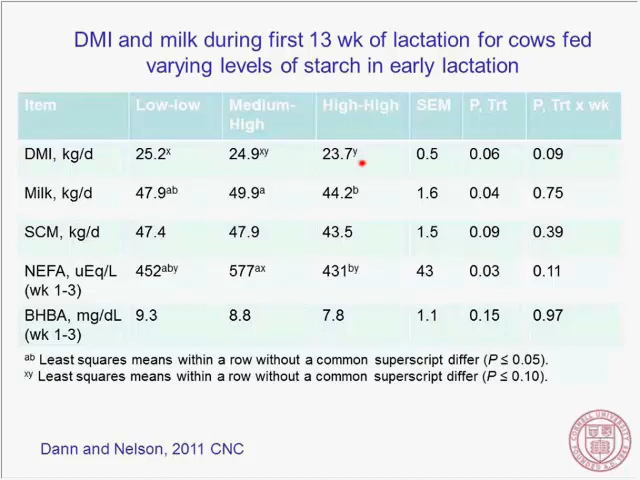 DMI and milk during first 13 wk of lactation for cows fed
varying levels of starch in early lactation
Item Low-low Medium-High High-High SEM P, Trt P, Trt x wk
DMI, kg/d 25.2x 24.9xy 23.7y 0.5 0.06 0.09
Milk, kg/d 47.9ab 49.9a 44.2b 1.6 0.04 0.75
SCM, kg/d 47.4 47.9 43.5 1.5 0.09 0.39
NEFA, uEq/L (wk 1-3) 452aby 577ax 431by 43 0.03 0.11
BHBA, mg/dL (wk 1-3) 9.3 8.8 7.8 1.1 0.15 0.97
ab Least squares means within a row without a common superscript differ (P ≤ 0.05).
xy Least squares means within a row without a common superscript differ (P ≤ 0.10).
Dann and Nelson, 2011 CNC
CORNELL UNIVERSITY
FOUNDED A.D. 1865